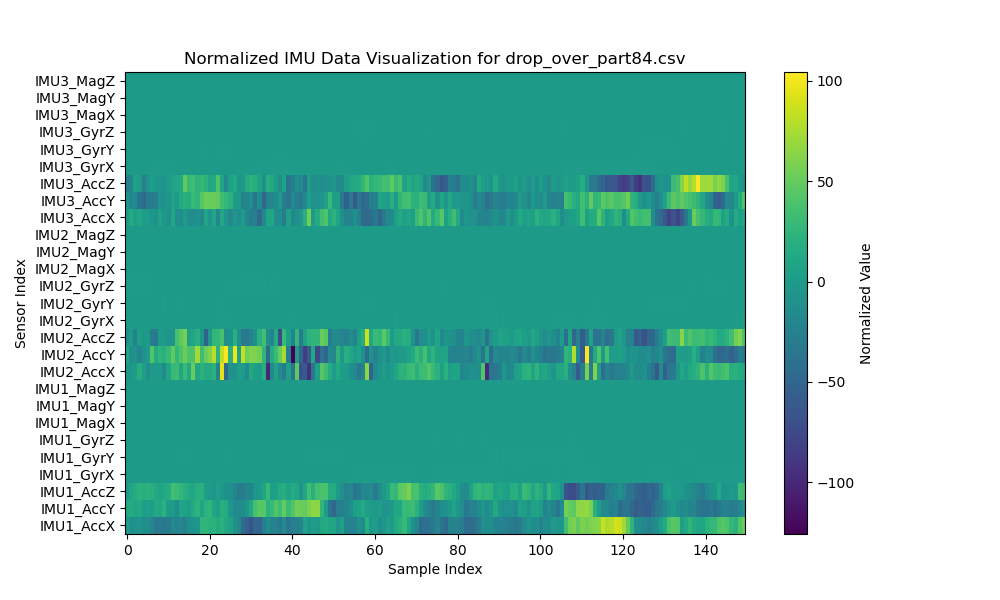 Normalized IMU Data Visualization for drop_over_part84.csv
IMU3_MagZ
IMU3_MagY
IMU3_MagX
IMU3_GyrZ
IMU3_GyrY
IMU3_GyrX
IMU3_AccZ
IMU3_AccY
IMU3_AccX
IMU2_MagZ
IMU2_MagY
IMU2_MagX
IMU2_GyrZ
IMU2_GyrY
IMU2_GyrX
IMU2_AccZ
IMU2_AccY
IMU2_AccX
IMU1_MagZ
IMU1_MagY
IMU1_MagX
IMU1_GyrZ
IMU1_GyrY
IMU1_GyrX
IMU1_AccZ
IMU1_AccY
IMU1_AccX
Sensor Index
0 20 40 60 80 100 120 140
Sample Index
100
50
0
−50
−100
Normalized Value